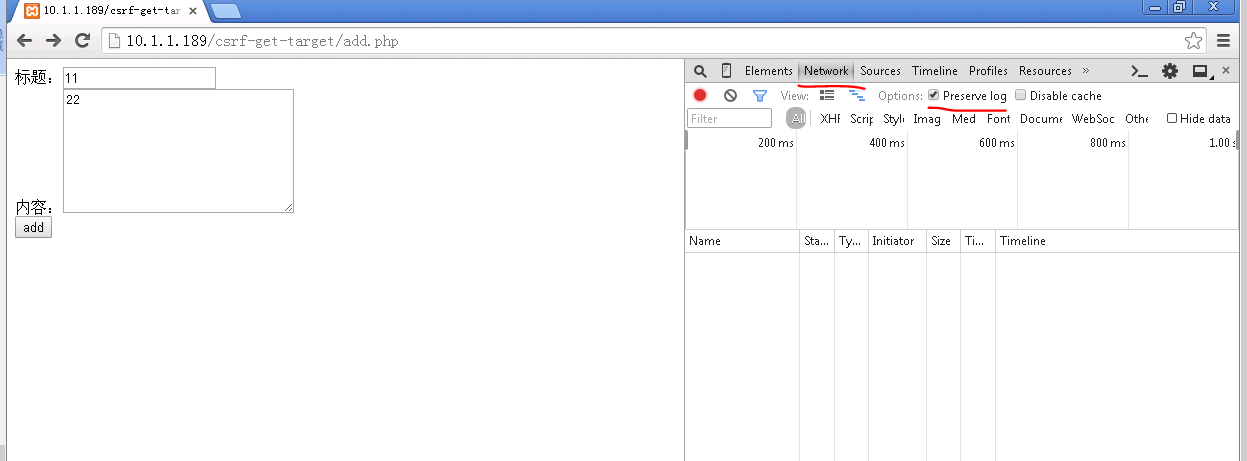 10.1.1.189/csrf-get-tar
10.1.1.189/csrf-get-target/add.php
标题: 11
22
内容:
add
Elements Network Sources Timeline Profiles Resources »
View: Options: Preserve log Disable cache
Filter All XHR Scrip Style Imag Med Font Docume WebSoc Othe Hide data
200 ms 400 ms 600 ms 800 ms 1.00 s
Name Sta... Ty... Initiator Size Ti... Timeline